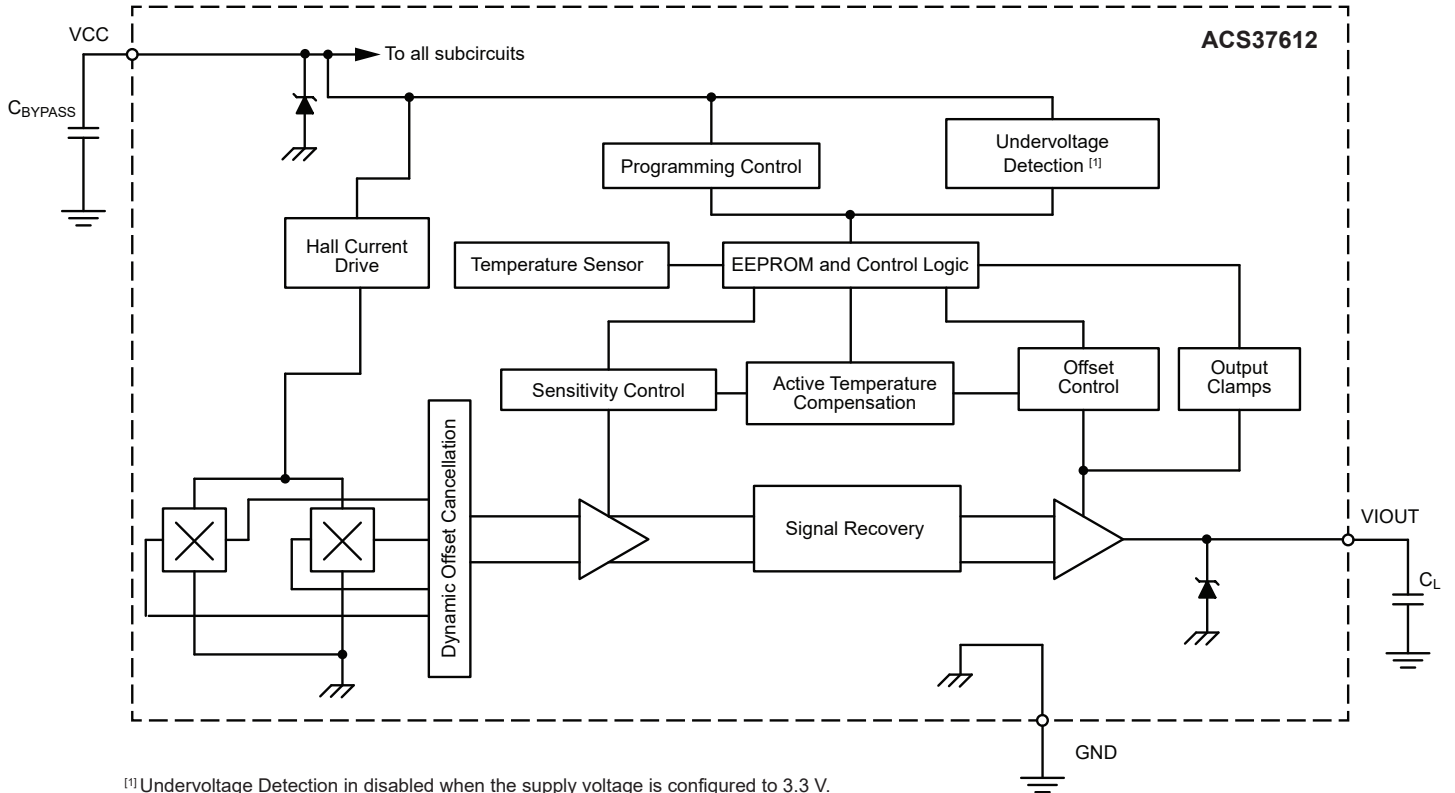 VCC
To all subcircuits
ACS37612
CBYPASS
Undervoltage
Detection [1]
Programming Control
Hall Current
Drive
Temperature Sensor
EEPROM and Control Logic
Sensitivity Control
Active Temperature
Compensation
Offset
Control
Output
Clamps
Dynamic Offset Cancellation
Signal Recovery
VIOUT
CL
GND
[1] Undervoltage Detection in disabled when the supply voltage is configured to 3.3 V.